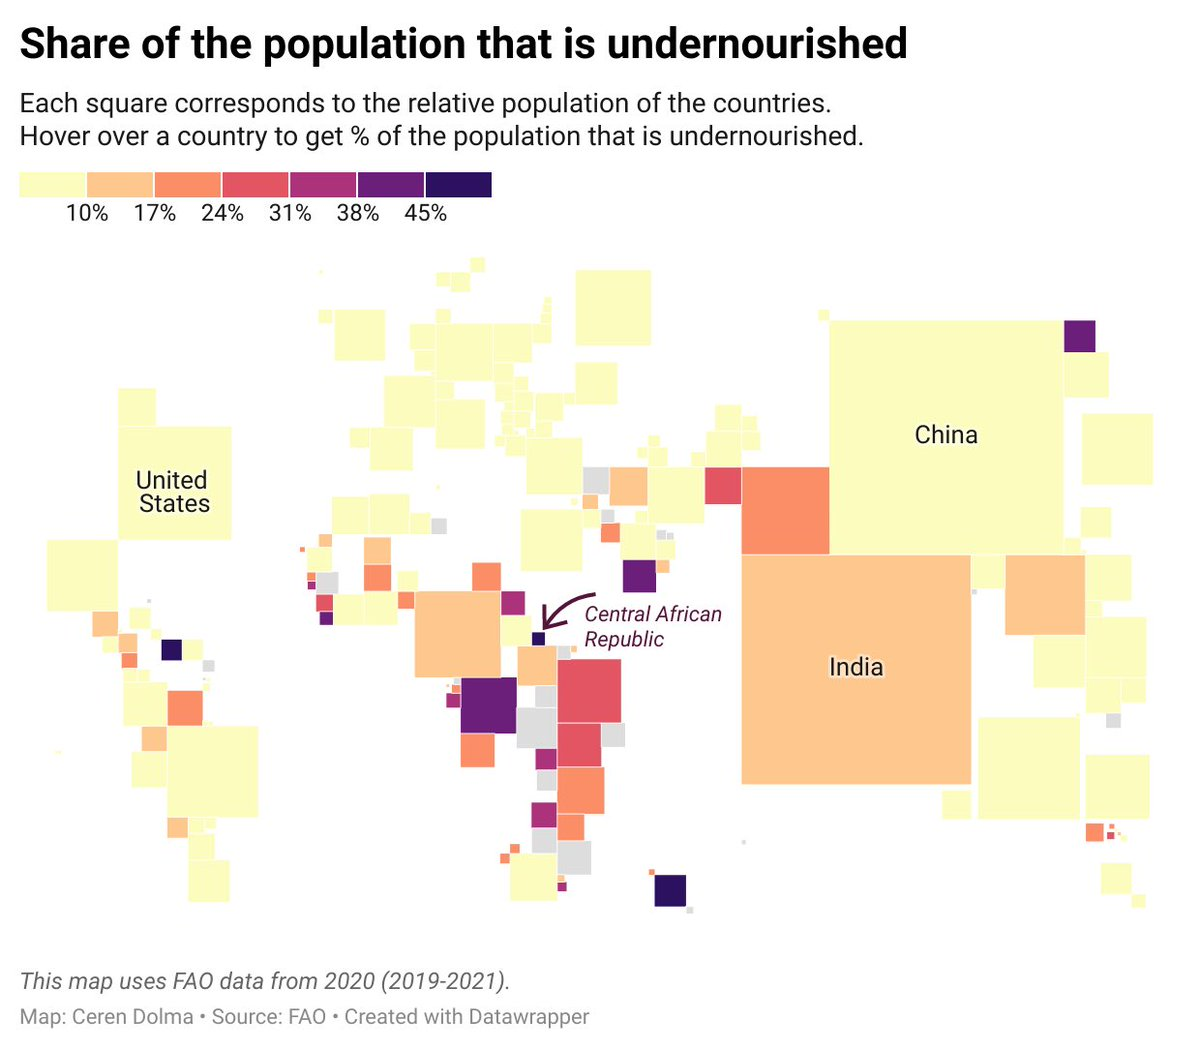 Share of the population that is undernourished
Each square corresponds to the relative population of the countries.
Hover over a country to get % of the population that is undernourished.
10% 17% 24% 31% 38% 45%
China
United
States
Central African
Republic
India
This map uses FAO data from 2020 (2019-2021).
Map: Ceren Dolma • Source: FAO • Created with Datawrapper